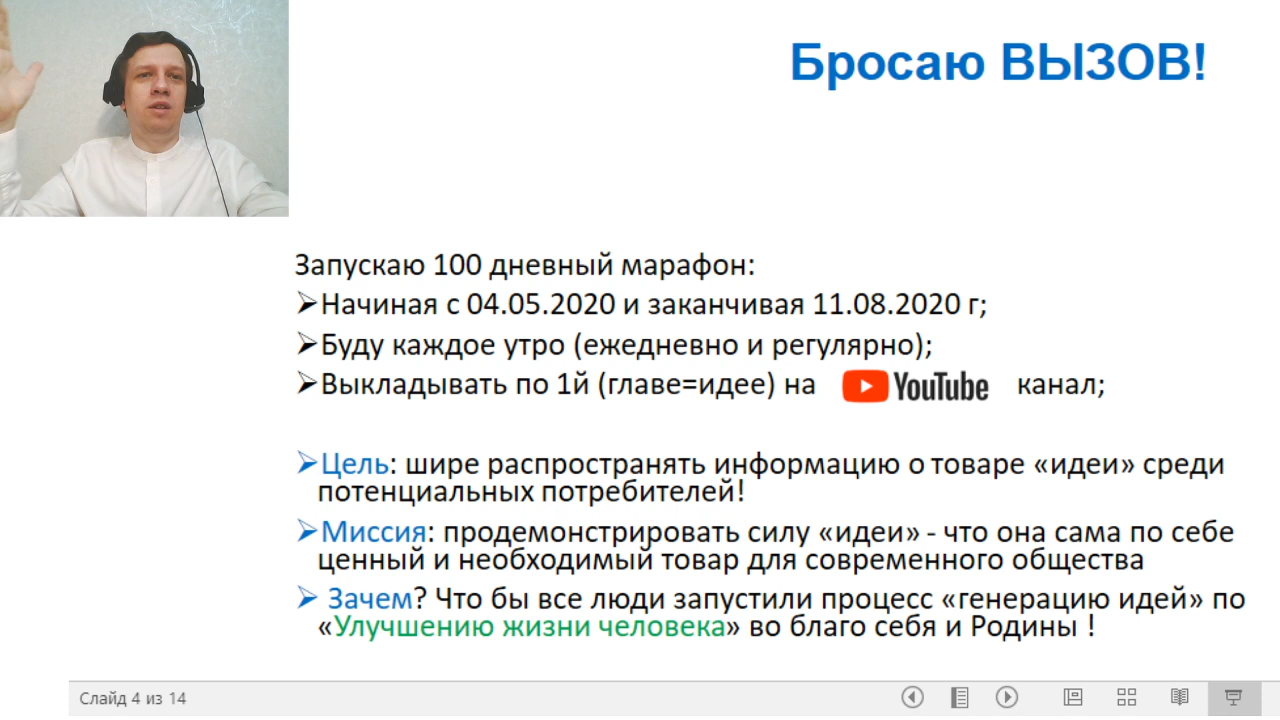 Бросаю ВЫЗОВ!
Запускаю 100 дневный марафон:
➢Начиная с 04.05.2020 и заканчивая 11.08.2020 г;
➢Буду каждое утро (ежедневно и регулярно);
➢Выкладывать по 1й (главе=идее) на YouTube канал;
➢Цель: шире распространять информацию о товаре «идеи» среди
потенциальных потребителей!
➢Миссия: продемонстрировать силу «идеи» - что она сама по себе
ценный и необходимый товар для современного общества
➢ Зачем? Что бы все люди запустили процесс «генерацию идей» по
«Улучшению жизни человека» во благо себя и Родины !
Слайд 4 из 14